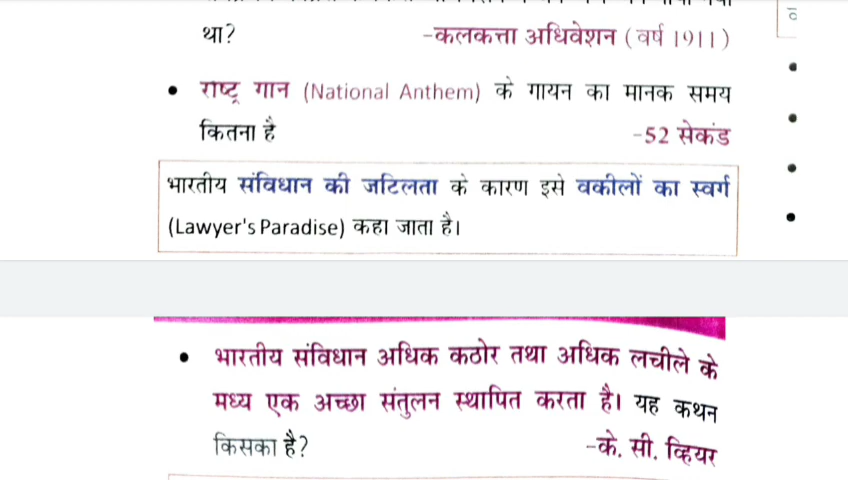 था? -कलकत्ता अधिवेशन (वर्ष 1911)
• राष्ट्र गान (National Anthem) के गायन का मानक समय
कितना है -52 सेकंड
भारतीय संविधान की जटिलता के कारण इसे वकीलों का स्वर्ग
(Lawyer's Paradise) कहा जाता है।
• भारतीय संविधान अधिक कठोर तथा अधिक लचीले के
मध्य एक अच्छा संतुलन स्थापित करता है। यह कथन
किसका है? -के. सी. व्हियर